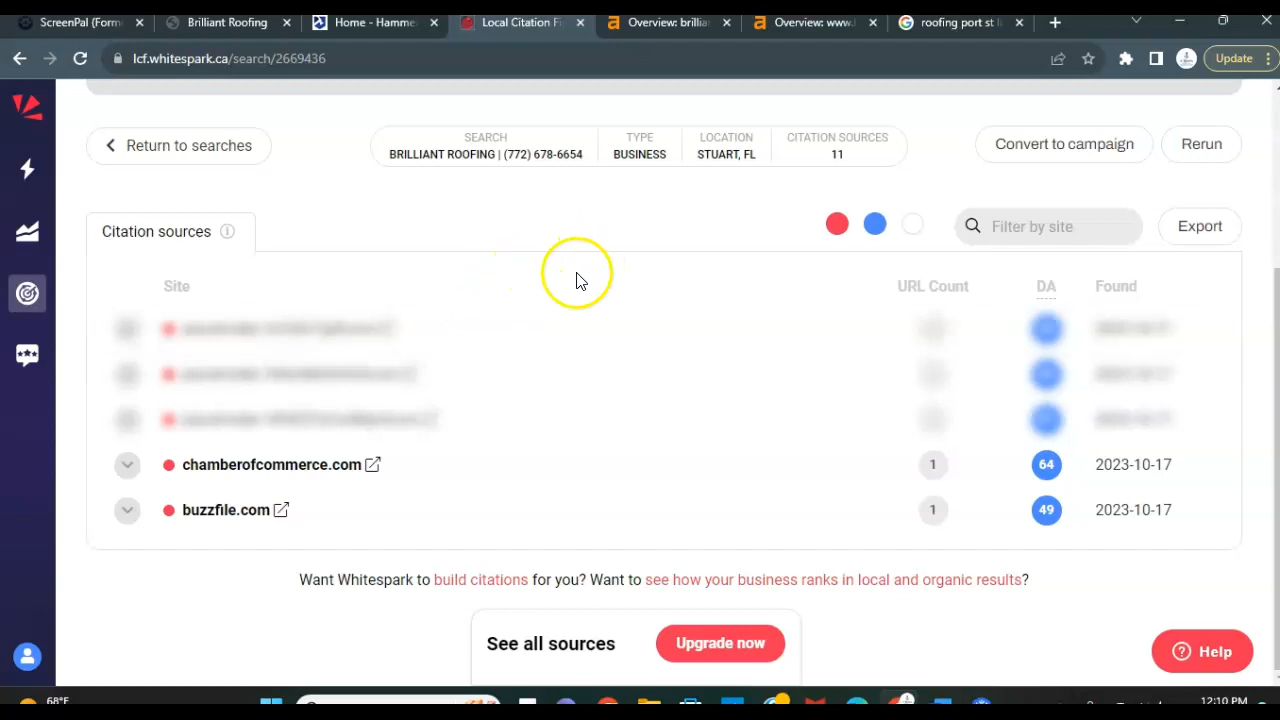 ScreenPal (Form
Brilliant Roofing
Home - Hamme
Local Citation Fi
Overview: brillia
Overview: www.
roofing port st l
lcf.whitespark.ca/search/2669436
Update
Return to searches
SEARCH
BRILLIANT ROOFING | (772) 678-6654
TYPE
BUSINESS
LOCATION
STUART, FL
CITATION SOURCES
11
Convert to campaign
Rerun
Citation sources
Filter by site
Export
Site URL Count DA Found
chamberofcommerce.com 1 64 2023-10-17
buzzfile.com 1 49 2023-10-17
Want Whitespark to build citations for you? Want to see how your business ranks in local and organic results?
See all sources
Upgrade now
Help
68°F
12:10 PM